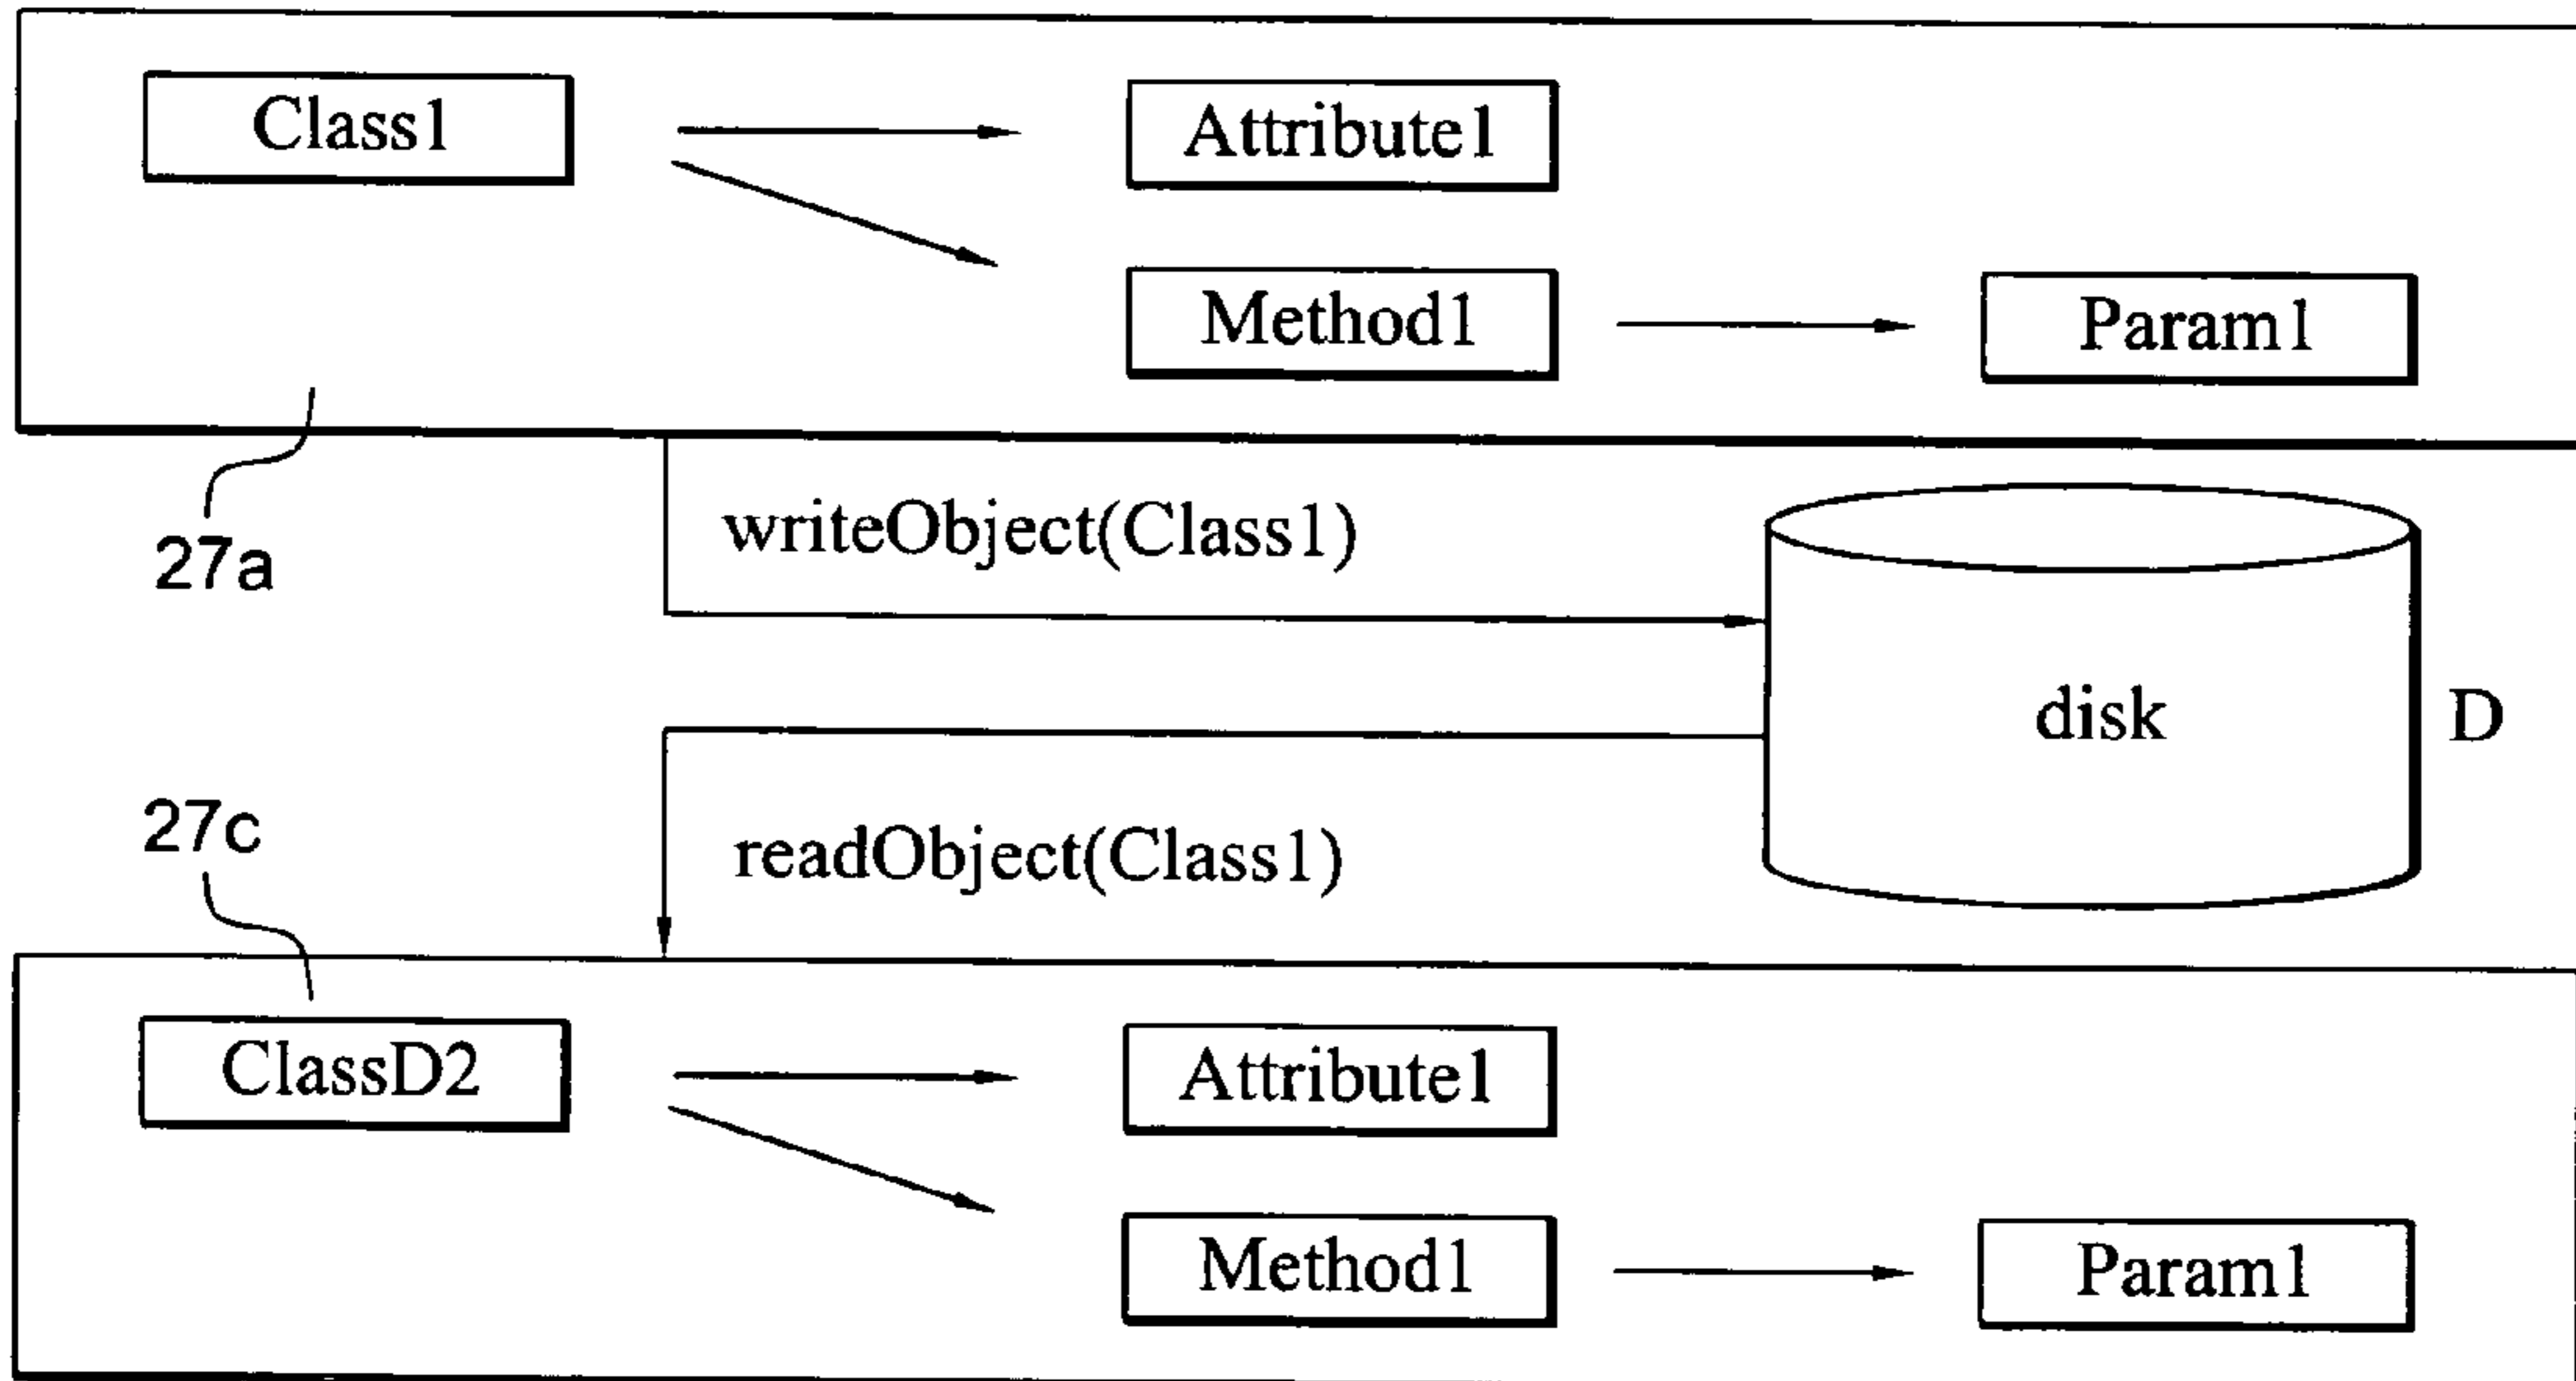 Class1
Attribute1
Method1
Param1
27a
writeObject(Class1)
disk
D
27c
readObject(Class1)
ClassD2
Attribute1
Method1
Param1